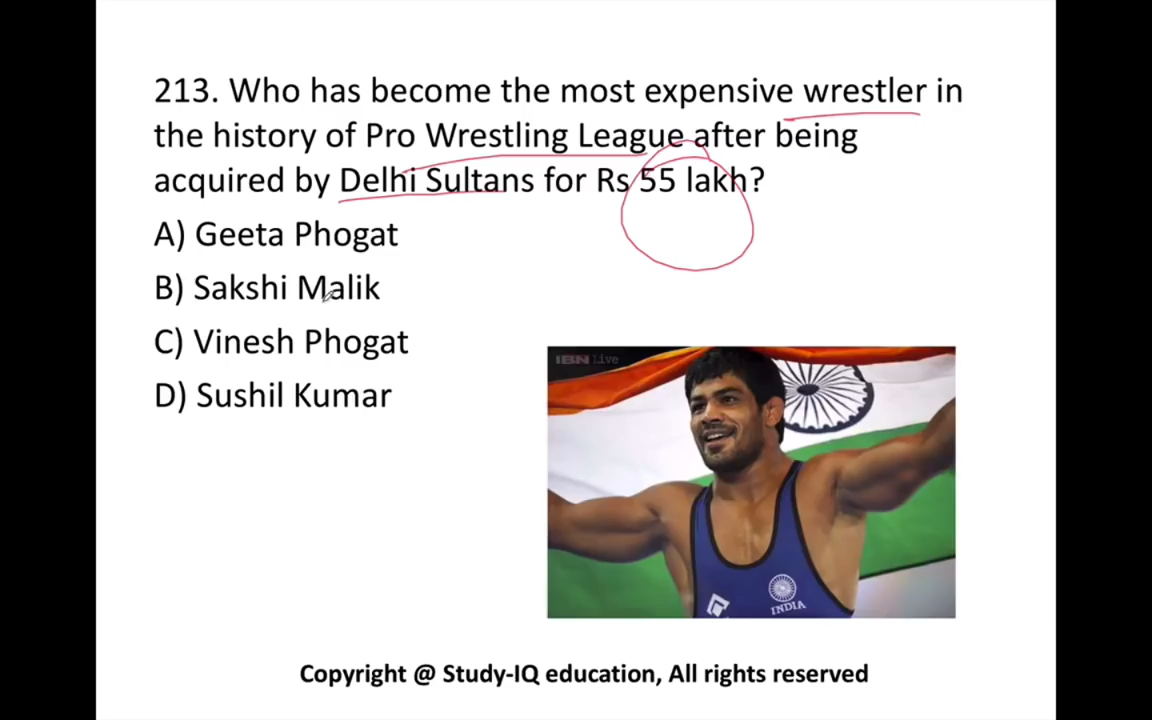 213. Who has become the most expensive wrestler in
the history of Pro Wrestling League after being
acquired by Delhi Sultans for Rs 55 lakh?
A) Geeta Phogat
B) Sakshi Malik
C) Vinesh Phogat
D) Sushil Kumar
IBN Live
INDIA
Copyright @ Study-IQ education, All rights reserved